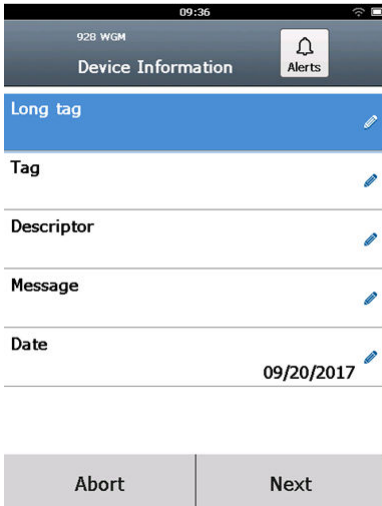 09:36
928 WGM
Device Information
Alerts
Long tag
Tag
Descriptor
Message
Date
09/20/2017
Abort
Next